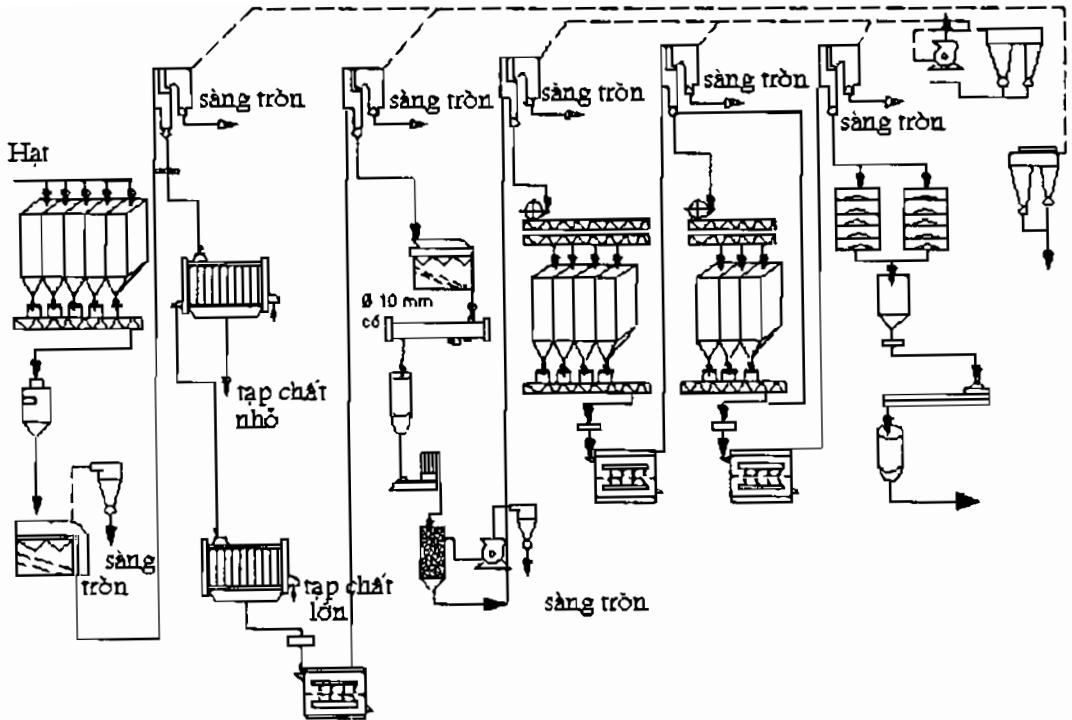 sàng tròn
sàng tròn
sàng tròn
sàng tròn
sàng tròn
Hạt
Ø 10 mm
có
tạp chất
nhỏ
sàng
tròn
tạp chất
lớn
sàng tròn